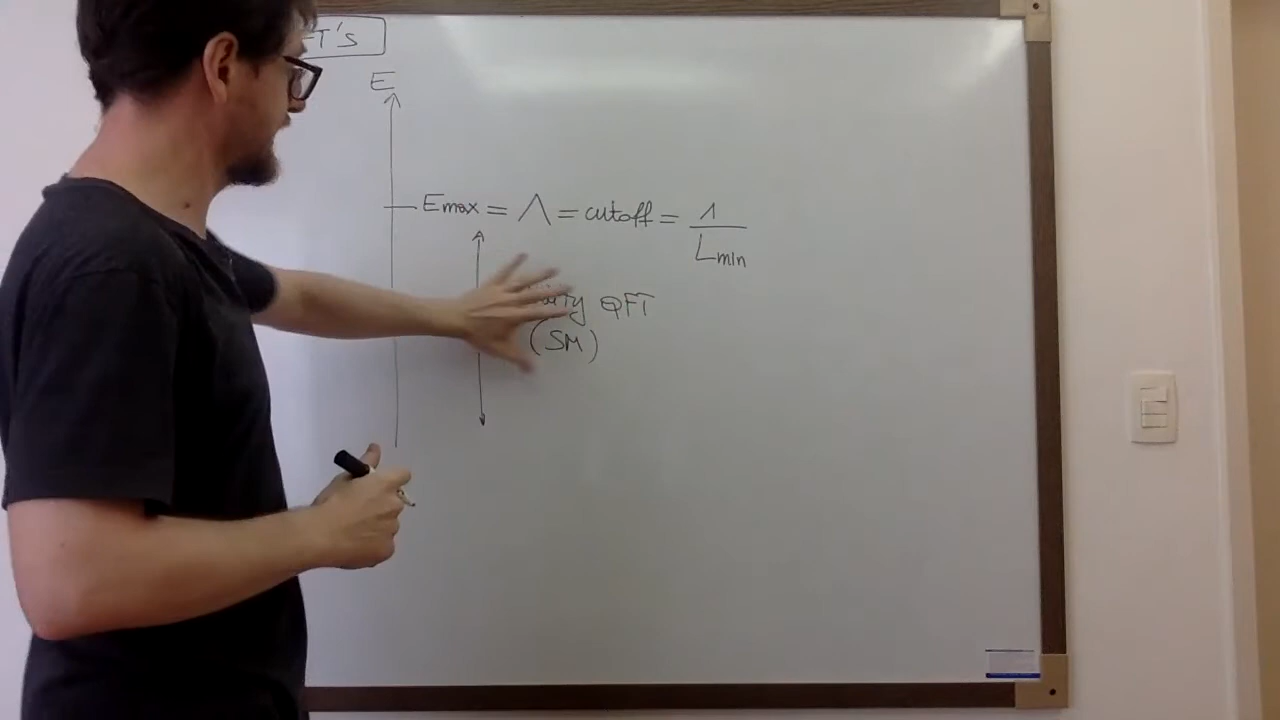 -T's
E
Emax = Λ = cutoff = 1/Lmin
QFT
(SM)